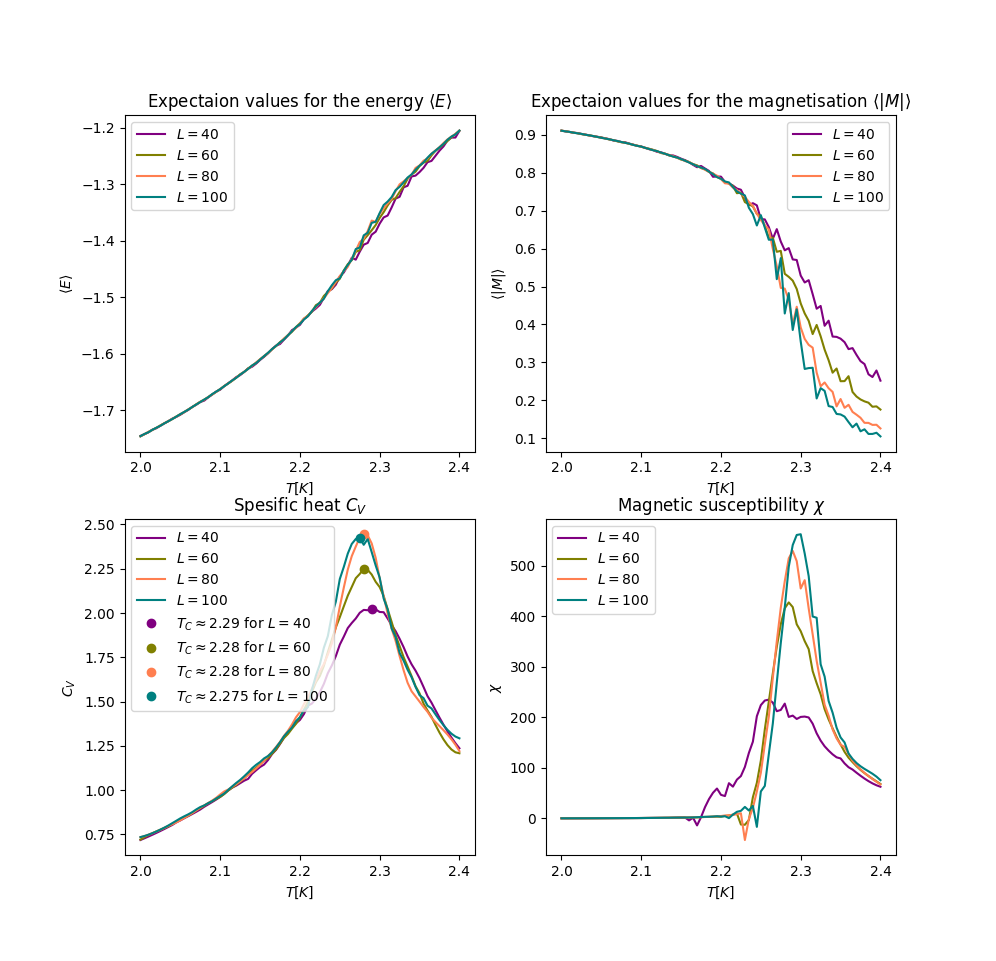 Expectaion values for the energy ⟨E⟩
−1.2
−1.3
−1.4
−1.5
−1.6
−1.7
⟨E⟩
L = 40
L = 60
L = 80
L = 100
2.0 2.1 2.2 2.3 2.4
T[K]
Expectaion values for the magnetisation ⟨|M|⟩
0.9
0.8
0.7
0.6
0.5
0.4
0.3
0.2
0.1
⟨|M|⟩
L = 40
L = 60
L = 80
L = 100
2.0 2.1 2.2 2.3 2.4
T[K]
Spesific heat C_V
2.50
2.25
2.00
1.75
1.50
1.25
1.00
0.75
C_V
L = 40
L = 60
L = 80
L = 100
T_C ≈ 2.29 for L = 40
T_C ≈ 2.28 for L = 60
T_C ≈ 2.28 for L = 80
T_C ≈ 2.275 for L = 100
2.0 2.1 2.2 2.3 2.4
T[K]
Magnetic susceptibility χ
500
400
300
200
100
0
χ
L = 40
L = 60
L = 80
L = 100
2.0 2.1 2.2 2.3 2.4
T[K]